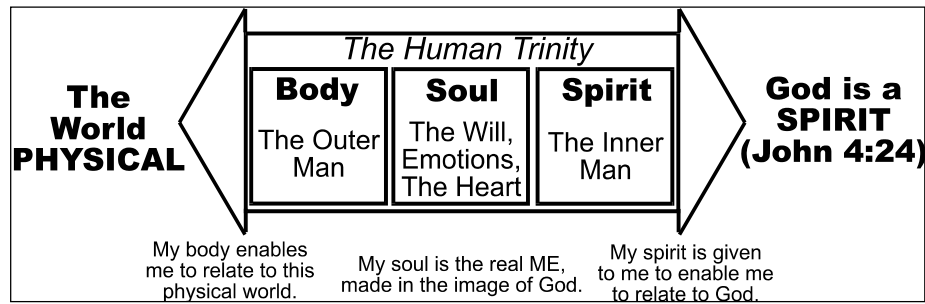 The Human Trinity
The
World
PHYSICAL
Body
The Outer
Man
Soul
The Will,
Emotions,
The Heart
Spirit
The Inner
Man
God is a
SPIRIT
(John 4:24)
My body enables
me to relate to this
physical world.
My soul is the real ME,
made in the image of God.
My spirit is given
to me to enable me
to relate to God.